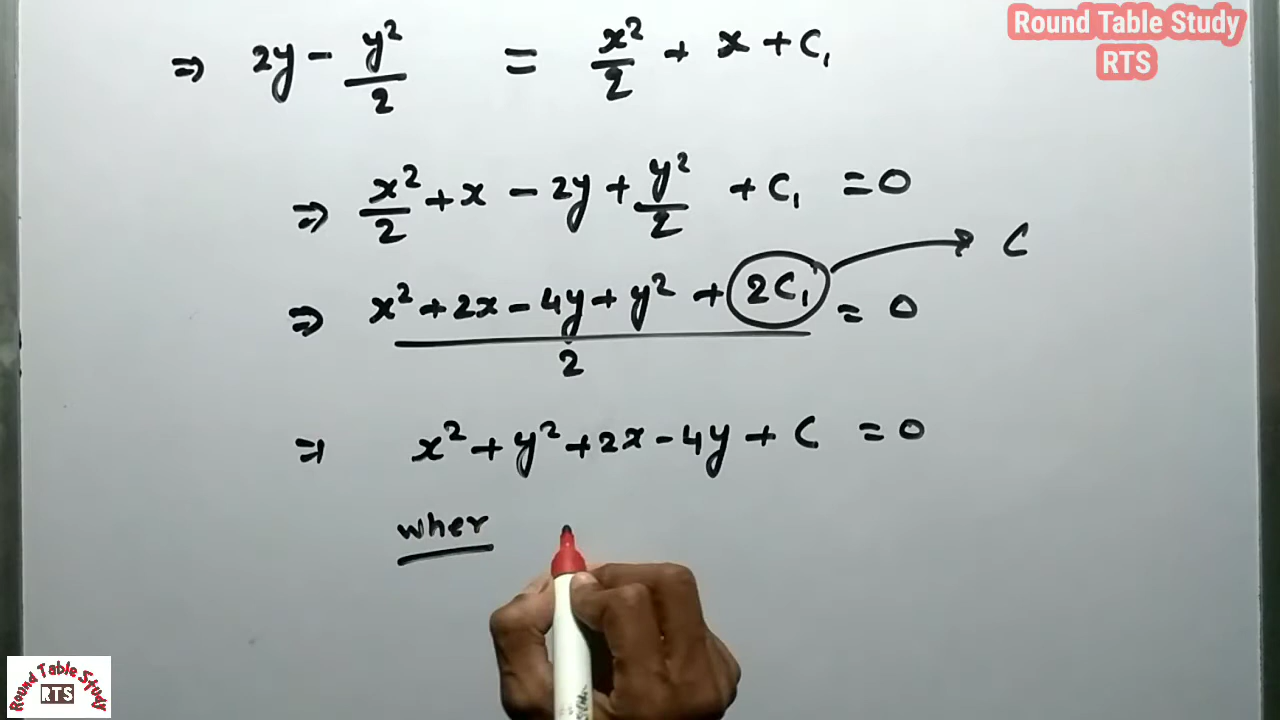 Round Table Study
RTS
⇒ 2y - y²/2 = x²/2 + x + C₁
⇒ x²/2 + x - 2y + y²/2 + C₁ = 0
⇒ (x² + 2x - 4y + y² + 2C₁)/2 = 0 → C
⇒ x² + y² + 2x - 4y + C = 0
wher
Round Table Study
RTS